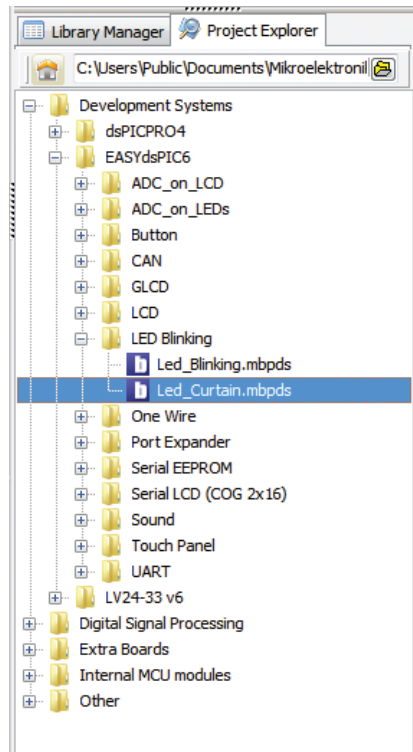 Library Manager Project Explorer
C:\Users\Public\Documents\Mikroelektroni
Development Systems
dsPICPRO4
EASYdsPIC6
ADC_on_LCD
ADC_on_LEDs
Button
CAN
GLCD
LCD
LED Blinking
Led_Blinking.mbpds
Led_Curtain.mbpds
One Wire
Port Expander
Serial EEPROM
Serial LCD (COG 2x16)
Sound
Touch Panel
UART
LV24-33 v6
Digital Signal Processing
Extra Boards
Internal MCU modules
Other